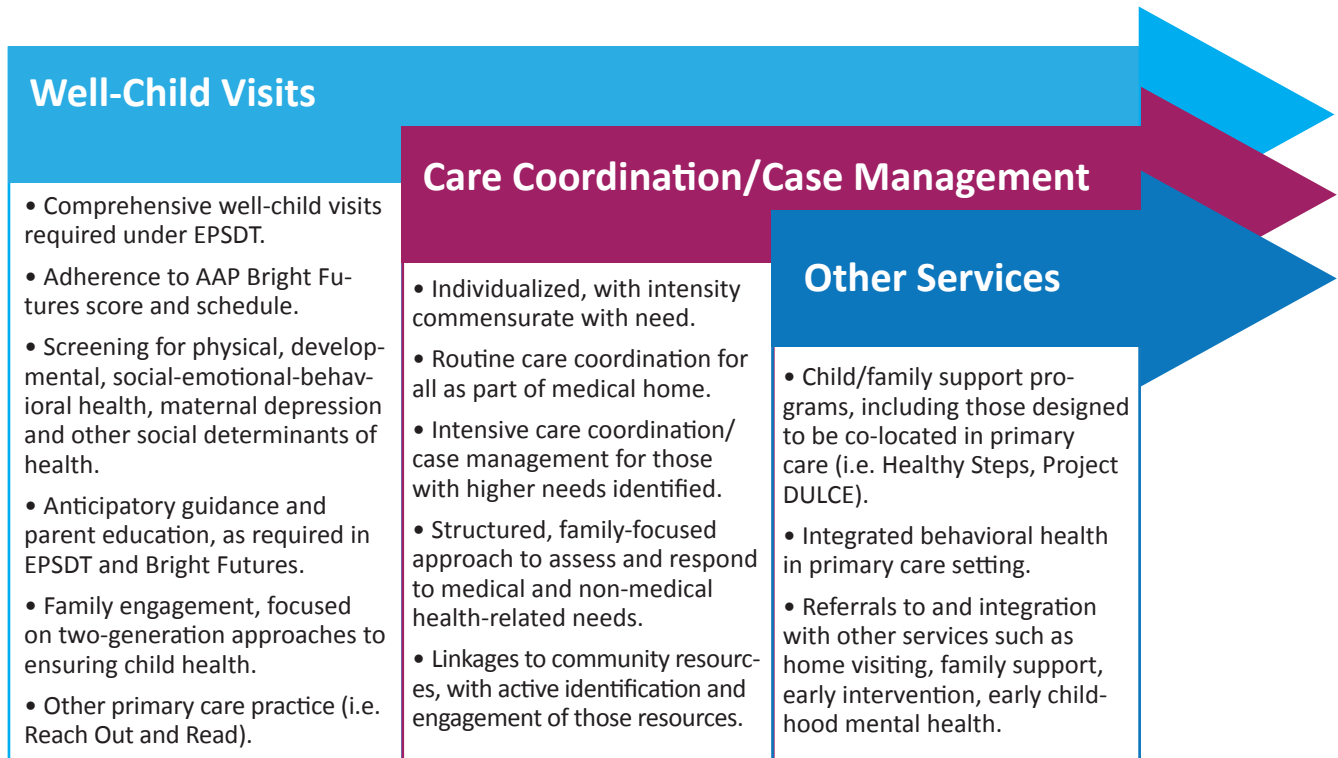 Well-Child Visits
• Comprehensive well-child visits
required under EPSDT.
• Adherence to AAP Bright Fu-
tures score and schedule.
• Screening for physical, develop-
mental, social-emotional-behav-
ioral health, maternal depression
and other social determinants of
health.
• Anticipatory guidance and
parent education, as required in
EPSDT and Bright Futures.
• Family engagement, focused
on two-generation approaches to
ensuring child health.
• Other primary care practice (i.e.
Reach Out and Read).
Care Coordination/Case Management
• Individualized, with intensity
commensurate with need.
• Routine care coordination for
all as part of medical home.
• Intensive care coordination/
case management for those
with higher needs identified.
• Structured, family-focused
approach to assess and respond
to medical and non-medical
health-related needs.
• Linkages to community resourc-
es, with active identification and
engagement of those resources.
Other Services
• Child/family support pro-
grams, including those designed
to be co-located in primary
care (i.e. Healthy Steps, Project
DULCE).
• Integrated behavioral health
in primary care setting.
• Referrals to and integration
with other services such as
home visiting, family support,
early intervention, early child-
hood mental health.